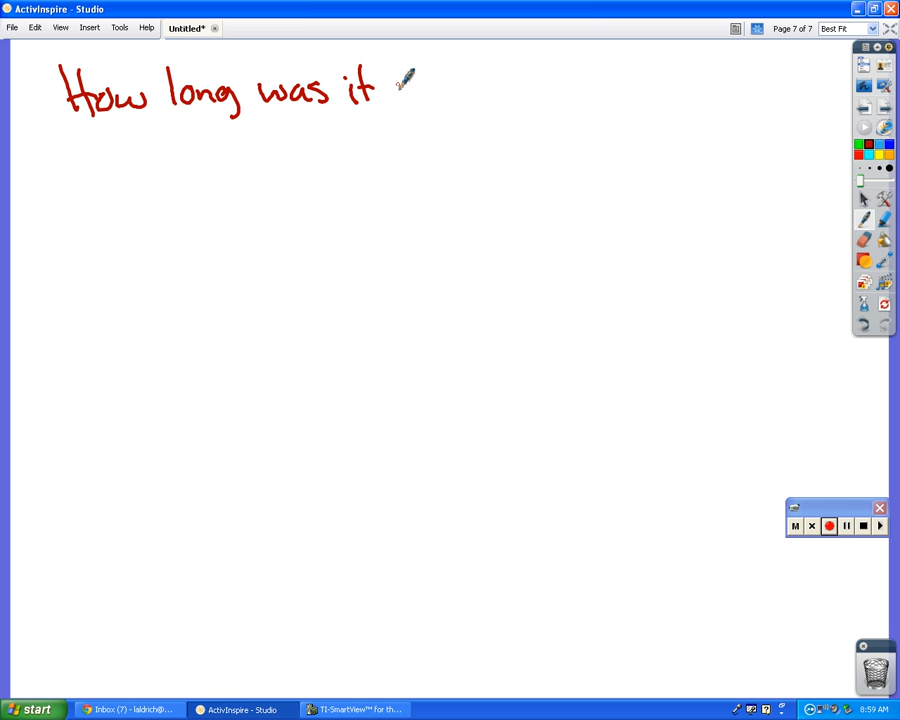 ActivInspire - Studio
File Edit View Insert Tools Help Untitled* Page 7 of 7 Best Fit
How long was it
M
start Inbox (7) - laldrich@... ActivInspire - Studio TI-SmartView™ for th... 8:59 AM